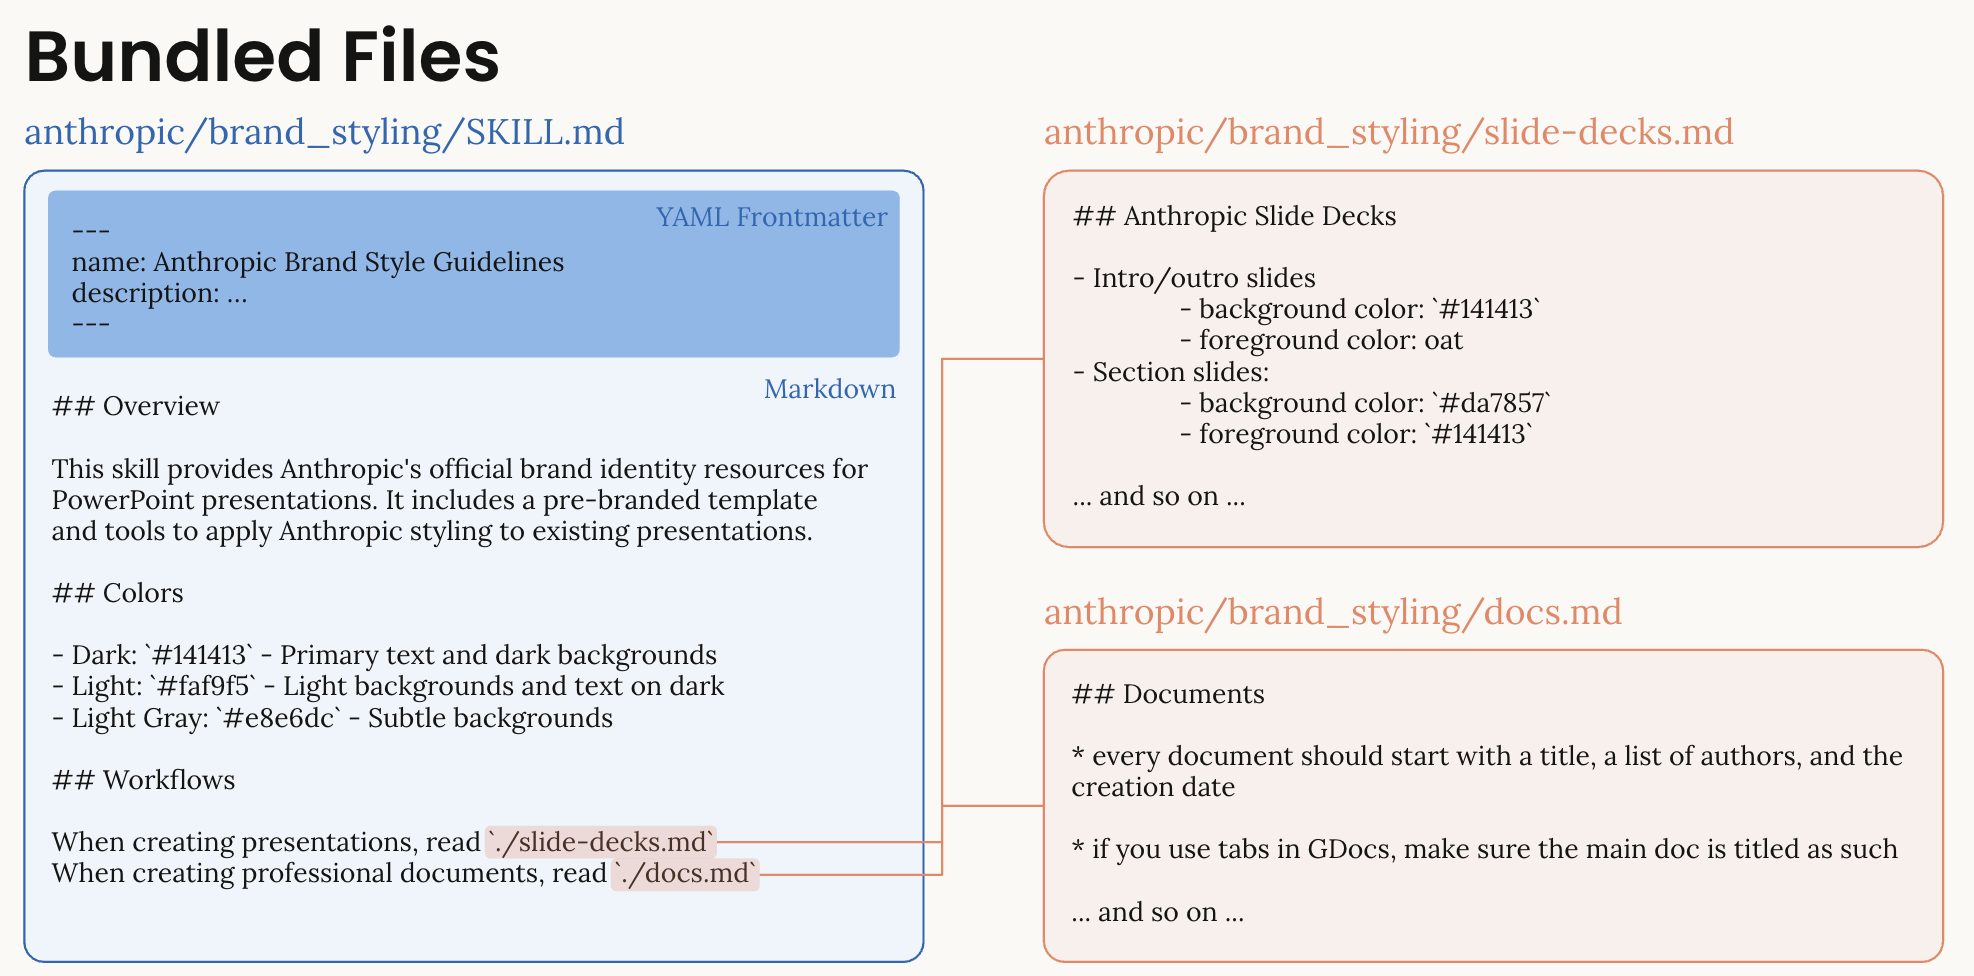 Bundled Files
anthropic/brand_styling/SKILL.md
YAML Frontmatter
---
name: Anthropic Brand Style Guidelines
description: ...
---
Markdown
## Overview
This skill provides Anthropic's official brand identity resources for
PowerPoint presentations. It includes a pre-branded template
and tools to apply Anthropic styling to existing presentations.
## Colors
- Dark: `#141413` - Primary text and dark backgrounds
- Light: `#faf9f5` - Light backgrounds and text on dark
- Light Gray: `#e8e6dc` - Subtle backgrounds
## Workflows
When creating presentations, read `./slide-decks.md`
When creating professional documents, read `./docs.md`
anthropic/brand_styling/slide-decks.md
## Anthropic Slide Decks
- Intro/outro slides
- background color: `#141413`
- foreground color: oat
- Section slides:
- background color: `#da7857`
- foreground color: `#141413`
... and so on ...
anthropic/brand_styling/docs.md
## Documents
* every document should start with a title, a list of authors, and the
creation date
* if you use tabs in GDocs, make sure the main doc is titled as such
... and so on ...